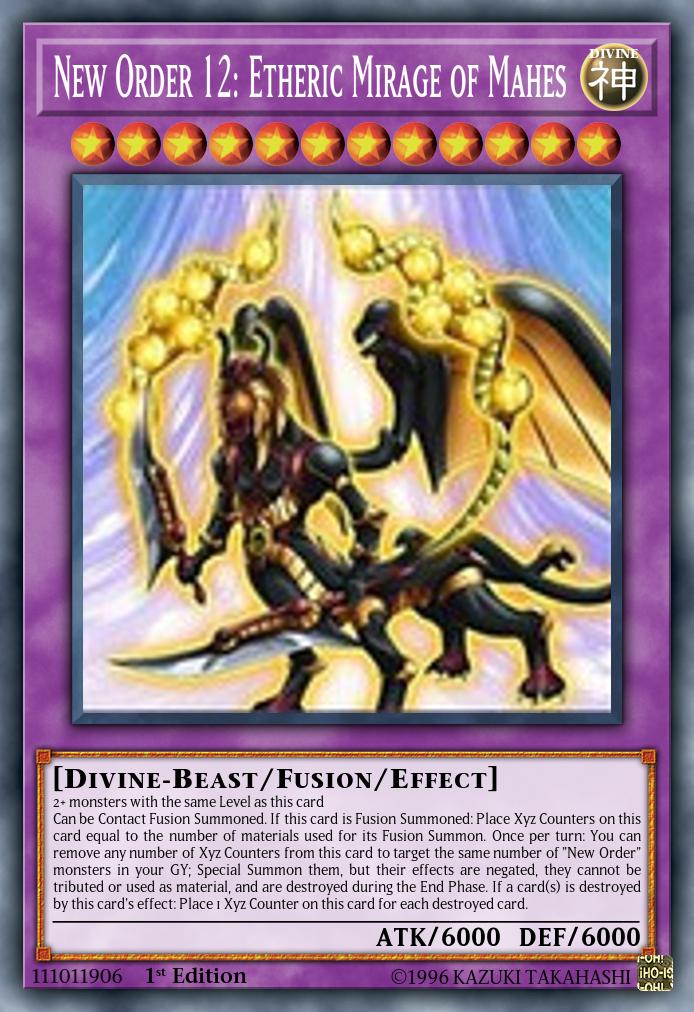 New Order 12: Etheric Mirage of Mahes
DIVINE
神
[Divine-Beast/Fusion/Effect]
2+ monsters with the same Level as this card
Can be Contact Fusion Summoned. If this card is Fusion Summoned: Place Xyz Counters on this
card equal to the number of materials used for its Fusion Summon. Once per turn: You can
remove any number of Xyz Counters from this card to target the same number of "New Order"
monsters in your GY; Special Summon them, but their effects are negated, they cannot be
tributed or used as material, and are destroyed during the End Phase. If a card(s) is destroyed
by this card's effect: Place 1 Xyz Counter on this card for each destroyed card.
ATK/6000 DEF/6000
111011906 1st Edition ©1996 KAZUKI TAKAHASHI